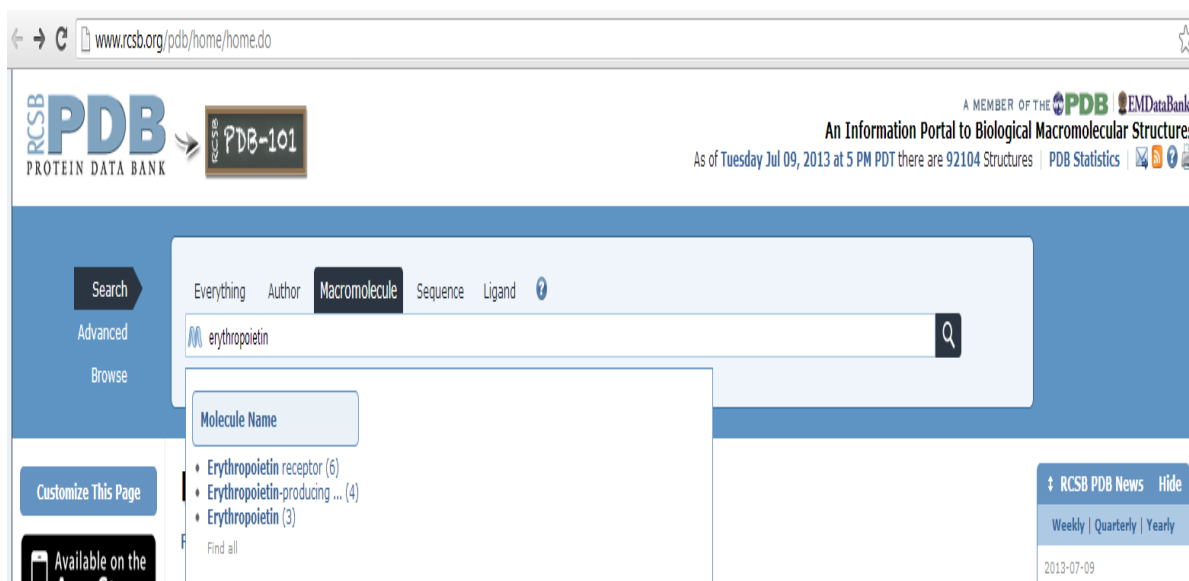 www.rcsb.org/pdb/home/home.do
RCSB PDB
PROTEIN DATA BANK
RCSB PDB-101
A MEMBER OF THE PDB | EMDataBank
An Information Portal to Biological Macromolecular Structures
As of Tuesday Jul 09, 2013 at 5 PM PDT there are 92104 Structures | PDB Statistics |
Search
Advanced
Browse
Everything Author Macromolecule Sequence Ligand ?
erythropoietin
Molecule Name
• Erythropoietin receptor (6)
• Erythropoietin-producing ... (4)
• Erythropoietin (3)
Find all
Customize This Page
Available on the
RCSB PDB News Hide
Weekly | Quarterly | Yearly
2013-07-09